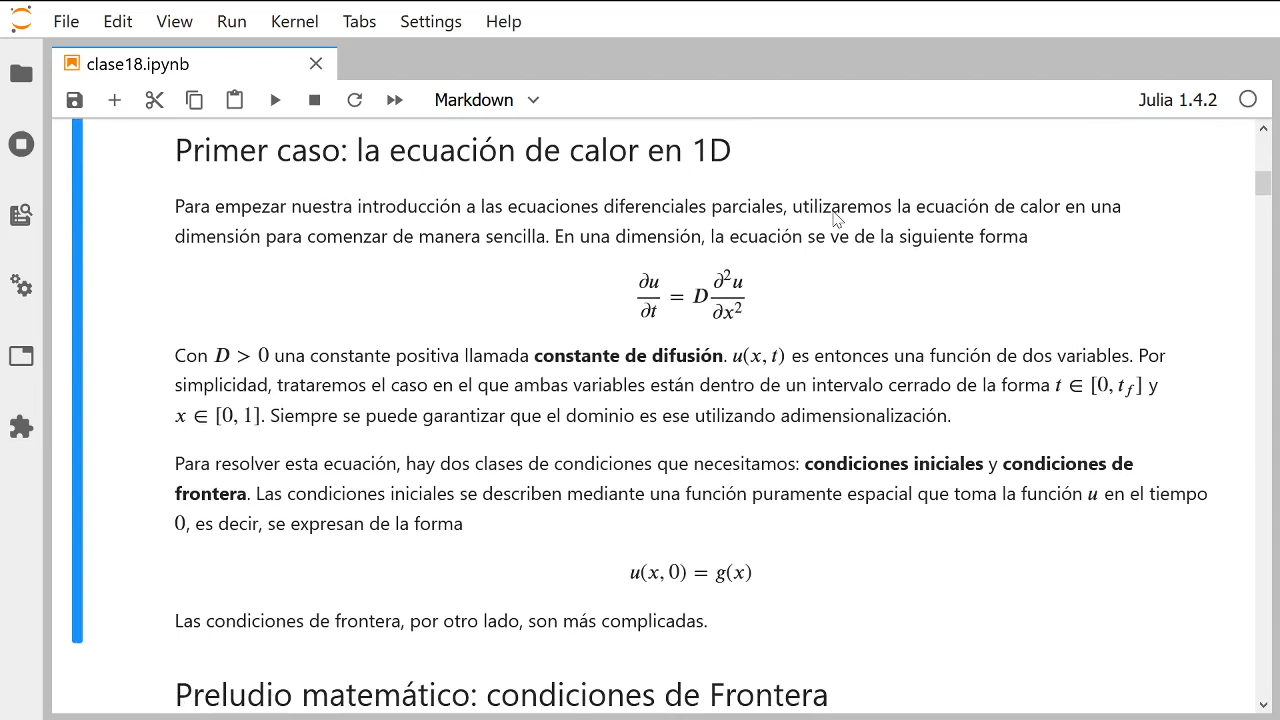 File Edit View Run Kernel Tabs Settings Help
clase18.ipynb
Markdown
Julia 1.4.2
Primer caso: la ecuación de calor en 1D
Para empezar nuestra introducción a las ecuaciones diferenciales parciales, utilizaremos la ecuación de calor en una
dimensión para comenzar de manera sencilla. En una dimensión, la ecuación se ve de la siguiente forma
∂u/∂t = D ∂²u/∂x²
Con D > 0 una constante positiva llamada constante de difusión. u(x, t) es entonces una función de dos variables. Por
simplicidad, trataremos el caso en el que ambas variables están dentro de un intervalo cerrado de la forma t ∈ [0, t_f] y
x ∈ [0, 1]. Siempre se puede garantizar que el dominio es ese utilizando adimensionalización.
Para resolver esta ecuación, hay dos clases de condiciones que necesitamos: condiciones iniciales y condiciones de
frontera. Las condiciones iniciales se describen mediante una función puramente espacial que toma la función u en el tiempo
0, es decir, se expresan de la forma
u(x, 0) = g(x)
Las condiciones de frontera, por otro lado, son más complicadas.
Preludio matemático: condiciones de Frontera